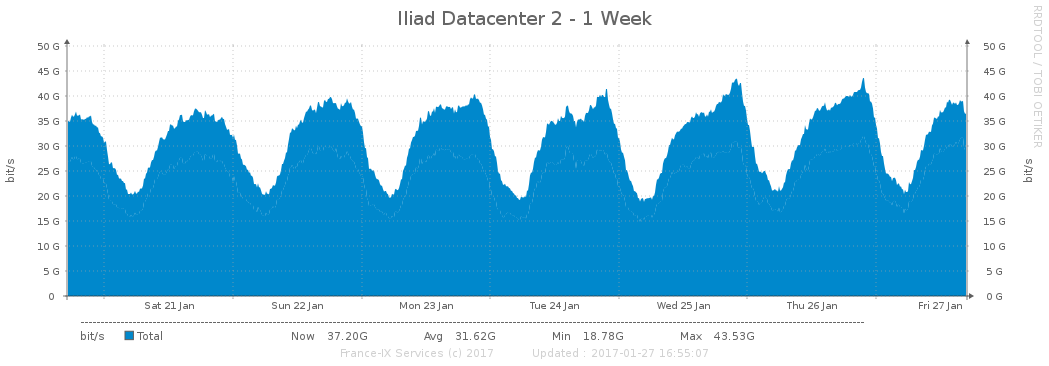 Iliad Datacenter 2 - 1 Week
RRDTOOL / TOBI OETIKER
50 G 50 G
45 G 45 G
40 G 40 G
35 G 35 G
30 G 30 G
25 G 25 G
20 G 20 G
15 G 15 G
10 G 10 G
5 G 5 G
0 0 G
bit/s bit/s
Sat 21 Jan Sun 22 Jan Mon 23 Jan Tue 24 Jan Wed 25 Jan Thu 26 Jan Fri 27 Jan
bit/s Total Now 37.20G Avg 31.62G Min 18.78G Max 43.53G
France-IX Services (c) 2017 Updated : 2017-01-27 16:55:07